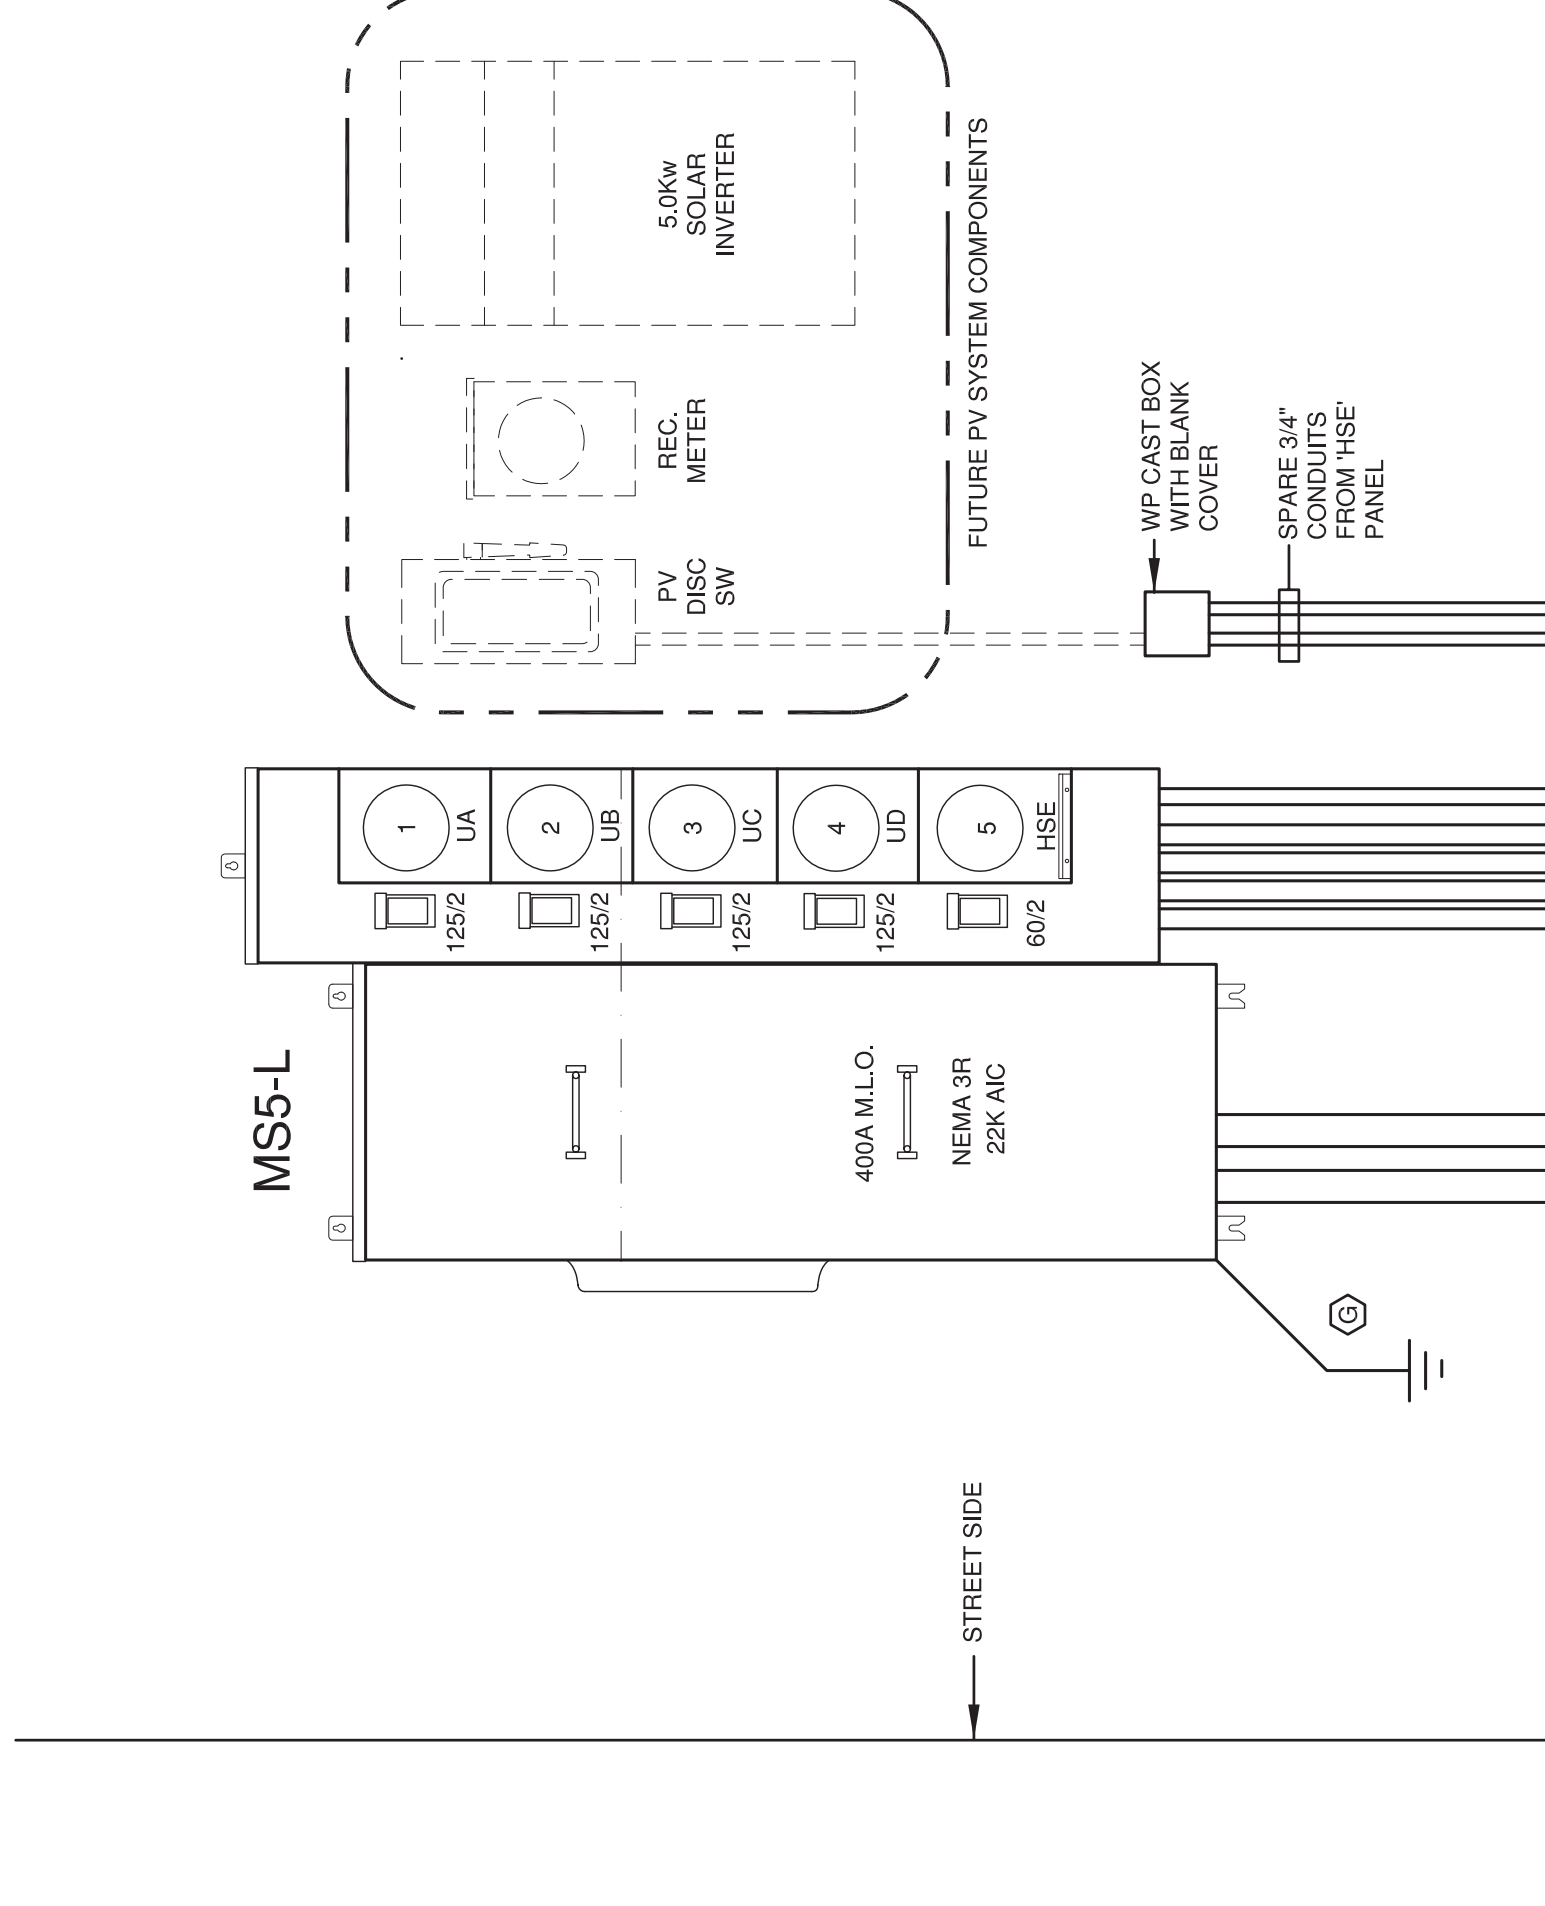 MS5-L
1
UA
125/2
2
UB
125/2
3
UC
125/2
4
UD
125/2
5
HSE
60/2
400A M.L.O.
NEMA 3R
22K AIC
G
STREET SIDE
PV
DISC
SW
REC.
METER
5.0Kw
SOLAR
INVERTER
FUTURE PV SYSTEM COMPONENTS
WP CAST BOX
WITH BLANK
COVER
SPARE 3/4"
CONDUITS
FROM 'HSE'
PANEL